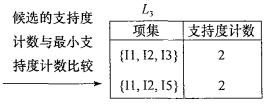 候选的支持度
计数与最小支
持度计数比较
L₃
项集 支持度计数
{I1, I2, I3} 2
{I1, I2, I5} 2